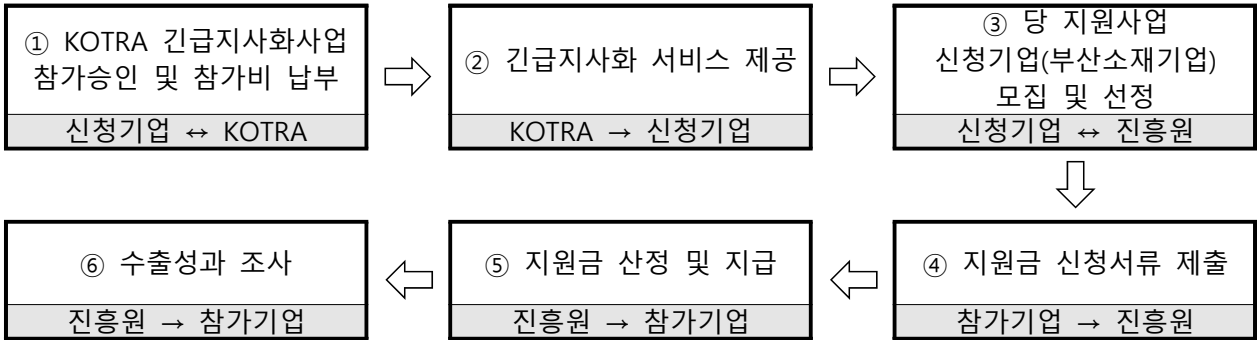 ① KOTRA 긴급지사화사업
참가승인 및 참가비 납부
신청기업 ↔ KOTRA
② 긴급지사화 서비스 제공
KOTRA → 신청기업
③ 당 지원사업
신청기업(부산소재기업)
모집 및 선정
신청기업 ↔ 진흥원
④ 지원금 신청서류 제출
참가기업 → 진흥원
⑤ 지원금 산정 및 지급
진흥원 → 참가기업
⑥ 수출성과 조사
진흥원 → 참가기업